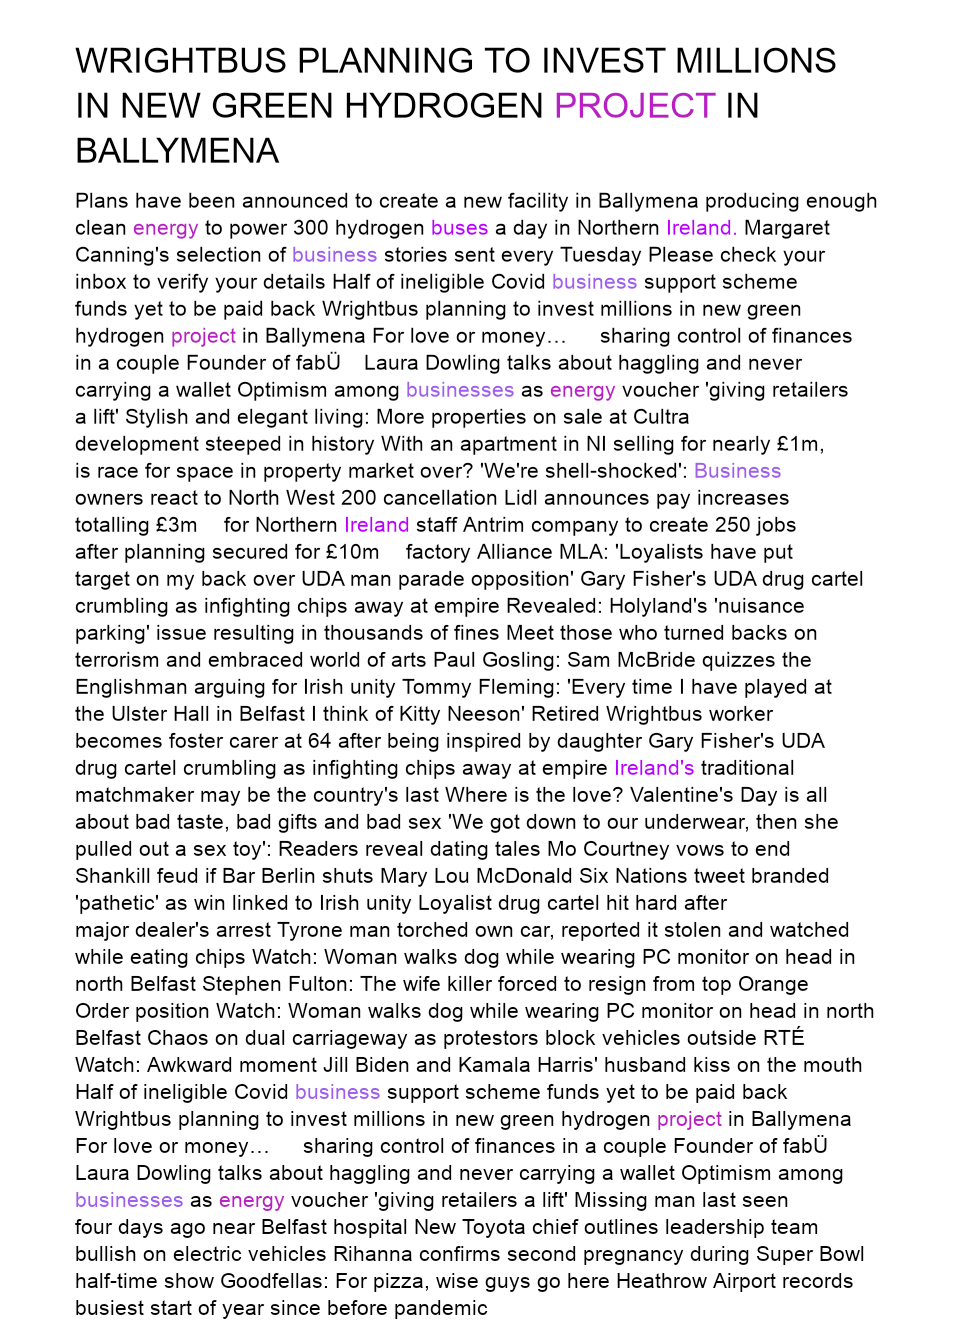 WRIGHTBUS PLANNING TO INVEST MILLIONS
IN NEW GREEN HYDROGEN PROJECT IN
BALLYMENA
Plans have been announced to create a new facility in Ballymena producing enough
clean energy to power 300 hydrogen buses a day in Northern Ireland. Margaret
Canning's selection of business stories sent every Tuesday Please check your
inbox to verify your details Half of ineligible Covid business support scheme
funds yet to be paid back Wrightbus planning to invest millions in new green
hydrogen project in Ballymena For love or money… sharing control of finances
in a couple Founder of fabÜ Laura Dowling talks about haggling and never
carrying a wallet Optimism among businesses as energy voucher 'giving retailers
a lift' Stylish and elegant living: More properties on sale at Cultra
development steeped in history With an apartment in NI selling for nearly £1m,
is race for space in property market over? 'We're shell-shocked': Business
owners react to North West 200 cancellation Lidl announces pay increases
totalling £3m for Northern Ireland staff Antrim company to create 250 jobs
after planning secured for £10m factory Alliance MLA: 'Loyalists have put
target on my back over UDA man parade opposition' Gary Fisher's UDA drug cartel
crumbling as infighting chips away at empire Revealed: Holyland's 'nuisance
parking' issue resulting in thousands of fines Meet those who turned backs on
terrorism and embraced world of arts Paul Gosling: Sam McBride quizzes the
Englishman arguing for Irish unity Tommy Fleming: 'Every time I have played at
the Ulster Hall in Belfast I think of Kitty Neeson' Retired Wrightbus worker
becomes foster carer at 64 after being inspired by daughter Gary Fisher's UDA
drug cartel crumbling as infighting chips away at empire Ireland's traditional
matchmaker may be the country's last Where is the love? Valentine's Day is all
about bad taste, bad gifts and bad sex 'We got down to our underwear, then she
pulled out a sex toy': Readers reveal dating tales Mo Courtney vows to end
Shankill feud if Bar Berlin shuts Mary Lou McDonald Six Nations tweet branded
'pathetic' as win linked to Irish unity Loyalist drug cartel hit hard after
major dealer's arrest Tyrone man torched own car, reported it stolen and watched
while eating chips Watch: Woman walks dog while wearing PC monitor on head in
north Belfast Stephen Fulton: The wife killer forced to resign from top Orange
Order position Watch: Woman walks dog while wearing PC monitor on head in north
Belfast Chaos on dual carriageway as protestors block vehicles outside RTÉ
Watch: Awkward moment Jill Biden and Kamala Harris' husband kiss on the mouth
Half of ineligible Covid business support scheme funds yet to be paid back
Wrightbus planning to invest millions in new green hydrogen project in Ballymena
For love or money… sharing control of finances in a couple Founder of fabÜ
Laura Dowling talks about haggling and never carrying a wallet Optimism among
businesses as energy voucher 'giving retailers a lift' Missing man last seen
four days ago near Belfast hospital New Toyota chief outlines leadership team
bullish on electric vehicles Rihanna confirms second pregnancy during Super Bowl
half-time show Goodfellas: For pizza, wise guys go here Heathrow Airport records
busiest start of year since before pandemic